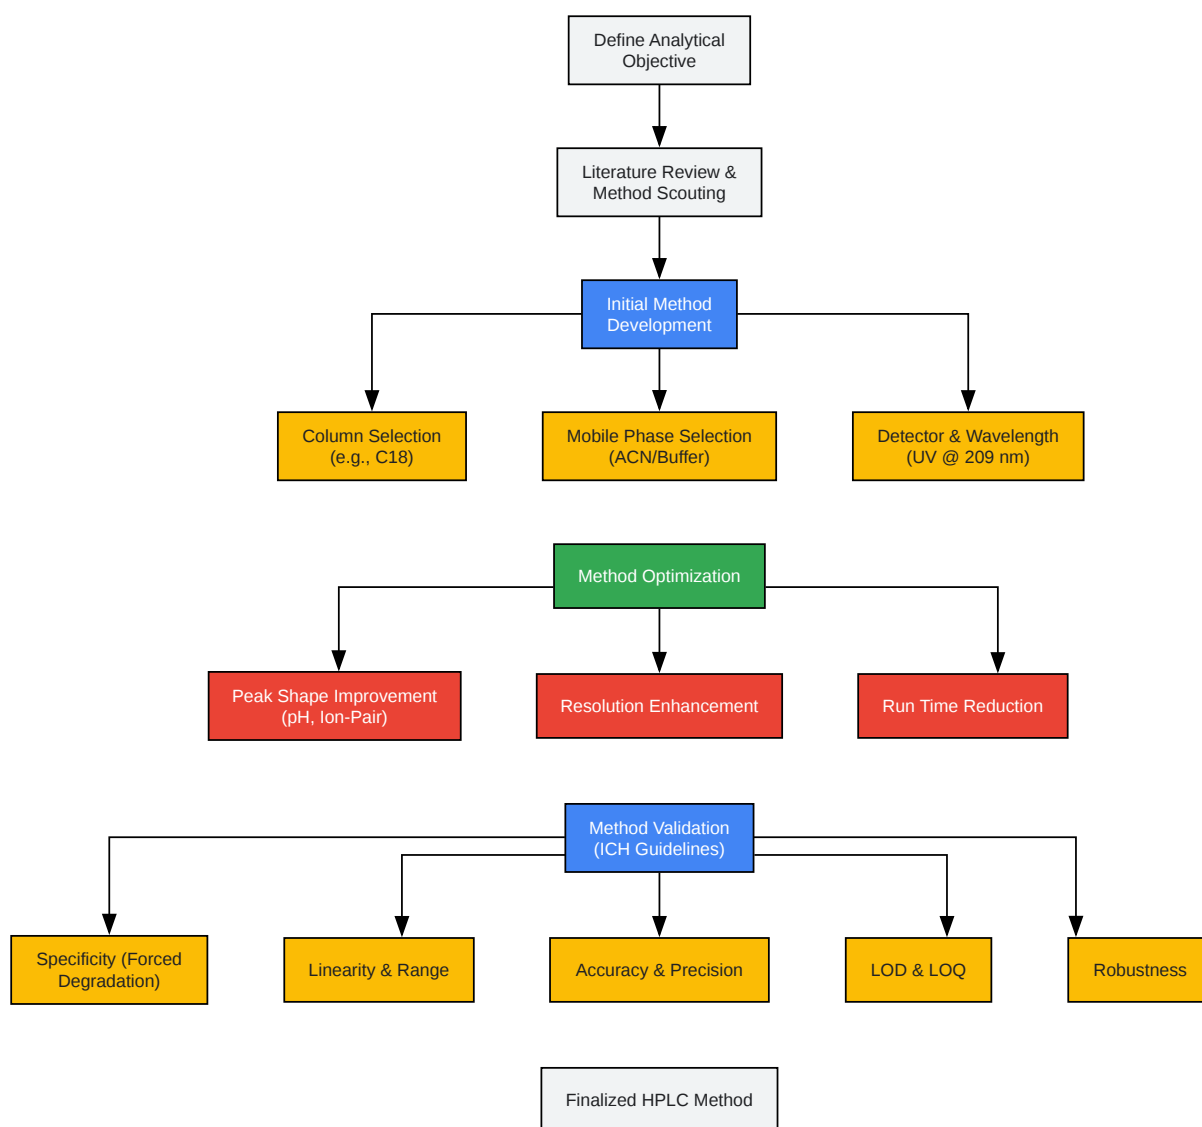 Define Analytical
Objective
Literature Review &
Method Scouting
Initial Method
Development
Column Selection
(e.g., C18)
Mobile Phase Selection
(ACN/Buffer)
Detector & Wavelength
(UV @ 209 nm)
Method Optimization
Peak Shape Improvement
(pH, Ion-Pair)
Resolution Enhancement
Run Time Reduction
Method Validation
(ICH Guidelines)
Specificity (Forced
Degradation)
Linearity & Range
Accuracy & Precision
LOD & LOQ
Robustness
Finalized HPLC Method